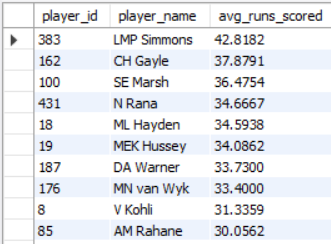 player_id player_name avg_runs_scored
383 LMP Simmons 42.8182
162 CH Gayle 37.8791
100 SE Marsh 36.4754
431 N Rana 34.6667
18 ML Hayden 34.5938
19 MEK Hussey 34.0862
187 DA Warner 33.7300
176 MN van Wyk 33.4000
8 V Kohli 31.3359
85 AM Rahane 30.0562